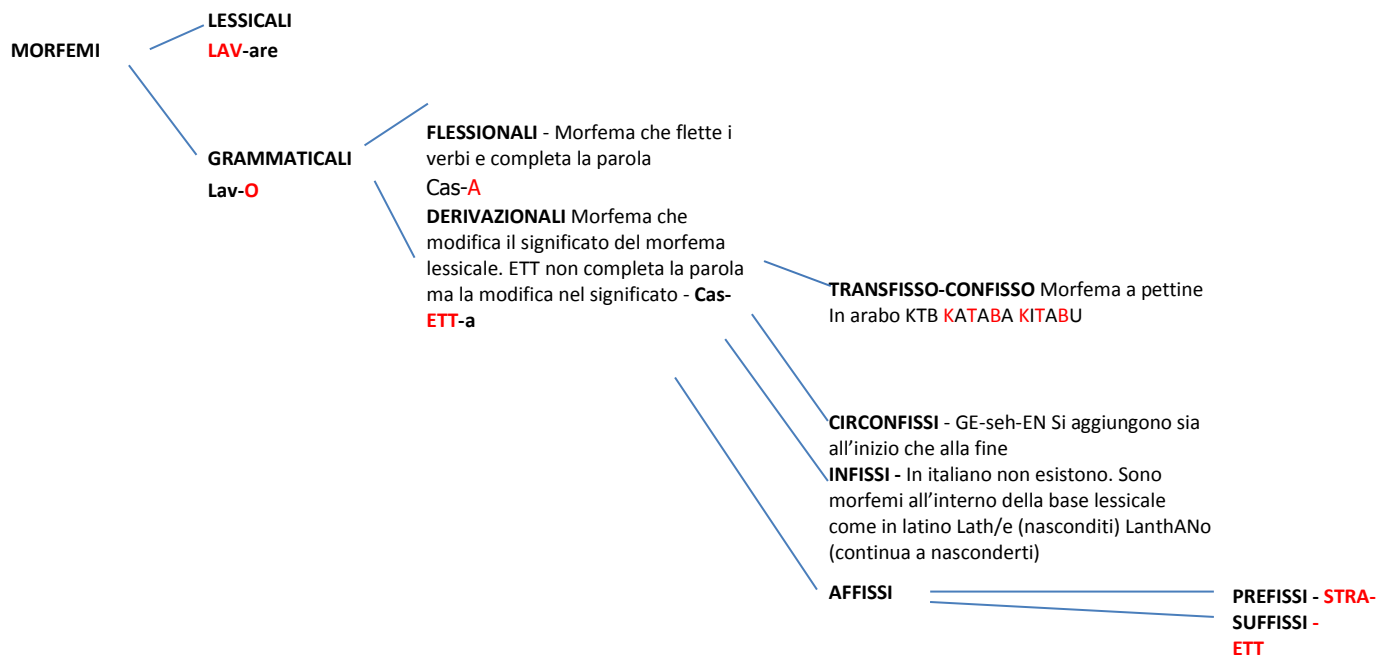 LESSICALI
LAV-are
MORFEMI
GRAMMATICALI
Lav-O
FLESSIONALI - Morfema che flette i
verbi e completa la parola
Cas-A
DERIVAZIONALI Morfema che
modifica il significato del morfema
lessicale. ETT non completa la parola
ma la modifica nel significato - Cas-
ETT-a
TRANSFISSO-CONFISSO Morfema a pettine
In arabo KTB KATABA KITABU
CIRCONFISSI - GE-seh-EN Si aggiungono sia
all’inizio che alla fine
INFISSI - In italiano non esistono. Sono
morfemi all’interno della base lessicale
come in latino Lath/e (nasconditi) LanthANo
(continua a nasconderti)
AFFISSI
PREFISSI - STRA-
SUFFISSI -
ETT